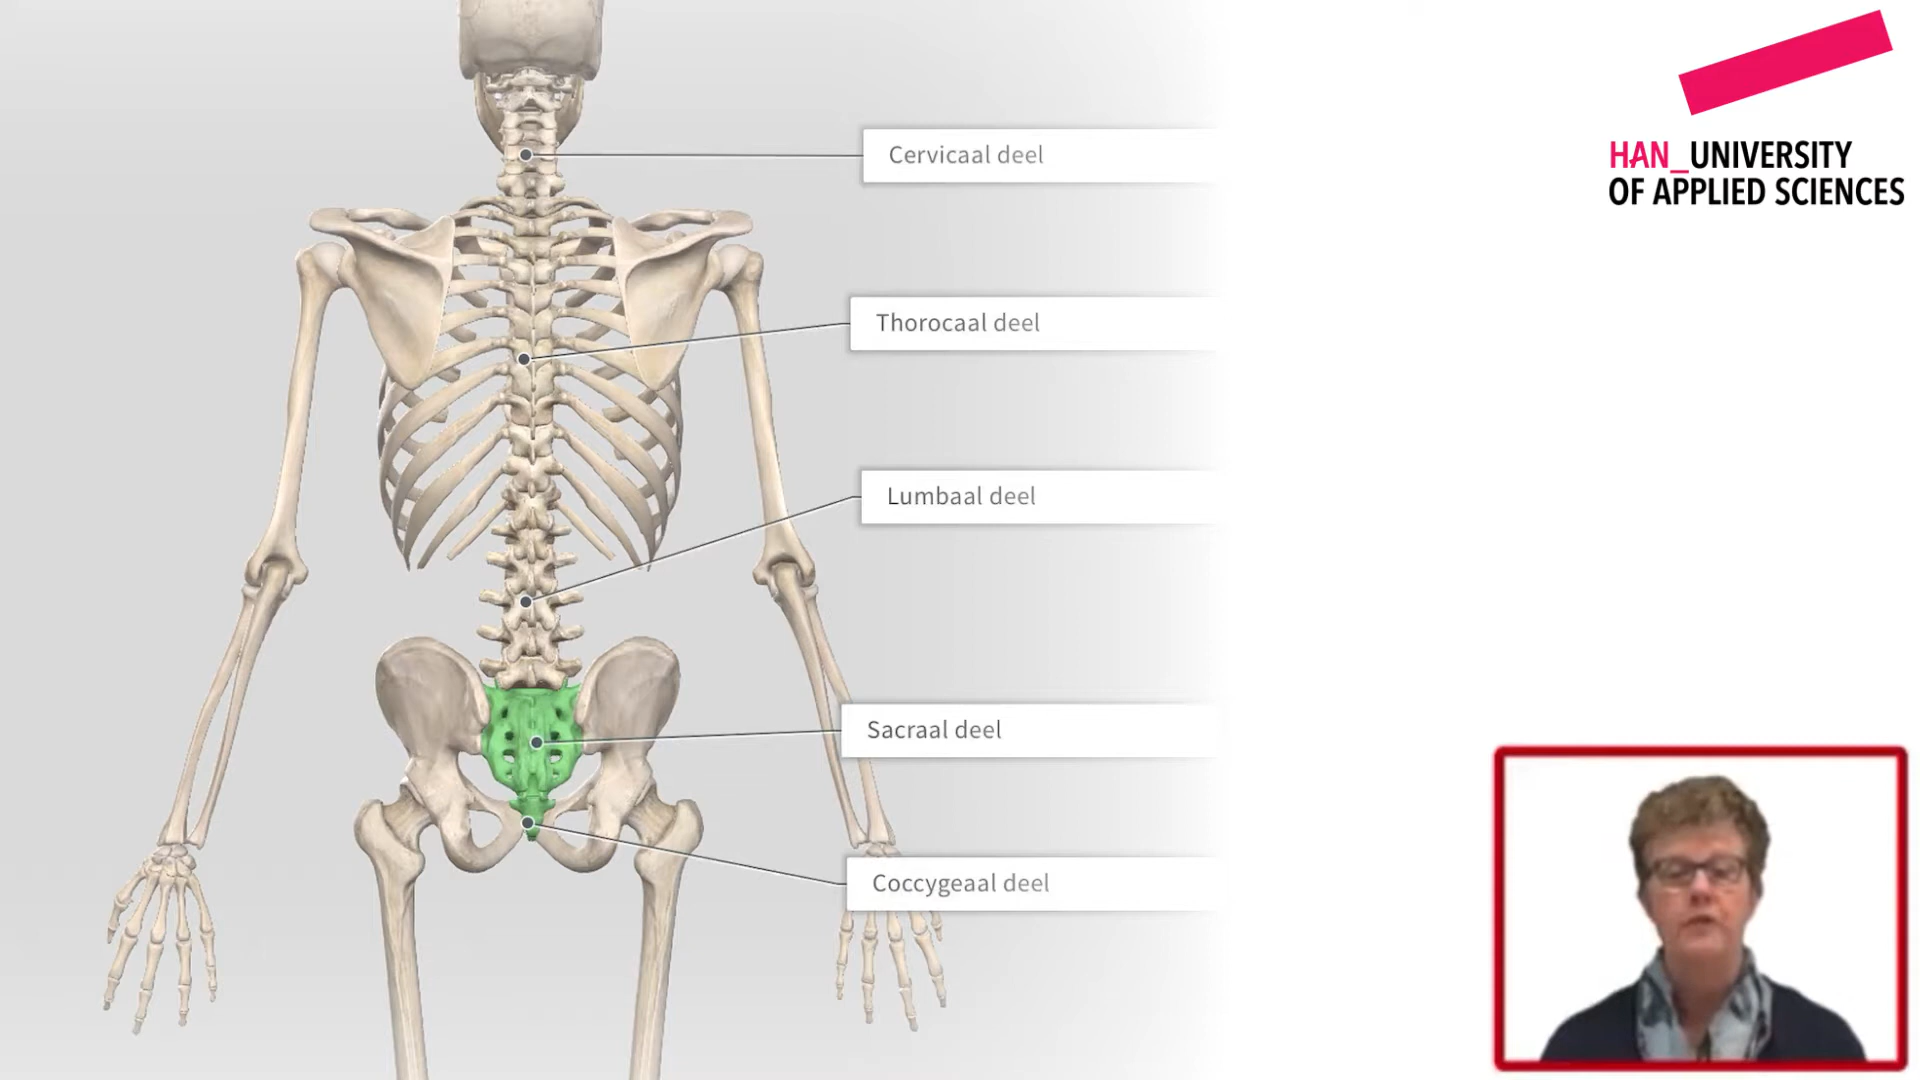 Cervicaal deel
Thorocaal deel
Lumbaal deel
Sacraal deel
Coccygeaal deel
HAN_UNIVERSITY
OF APPLIED SCIENCES